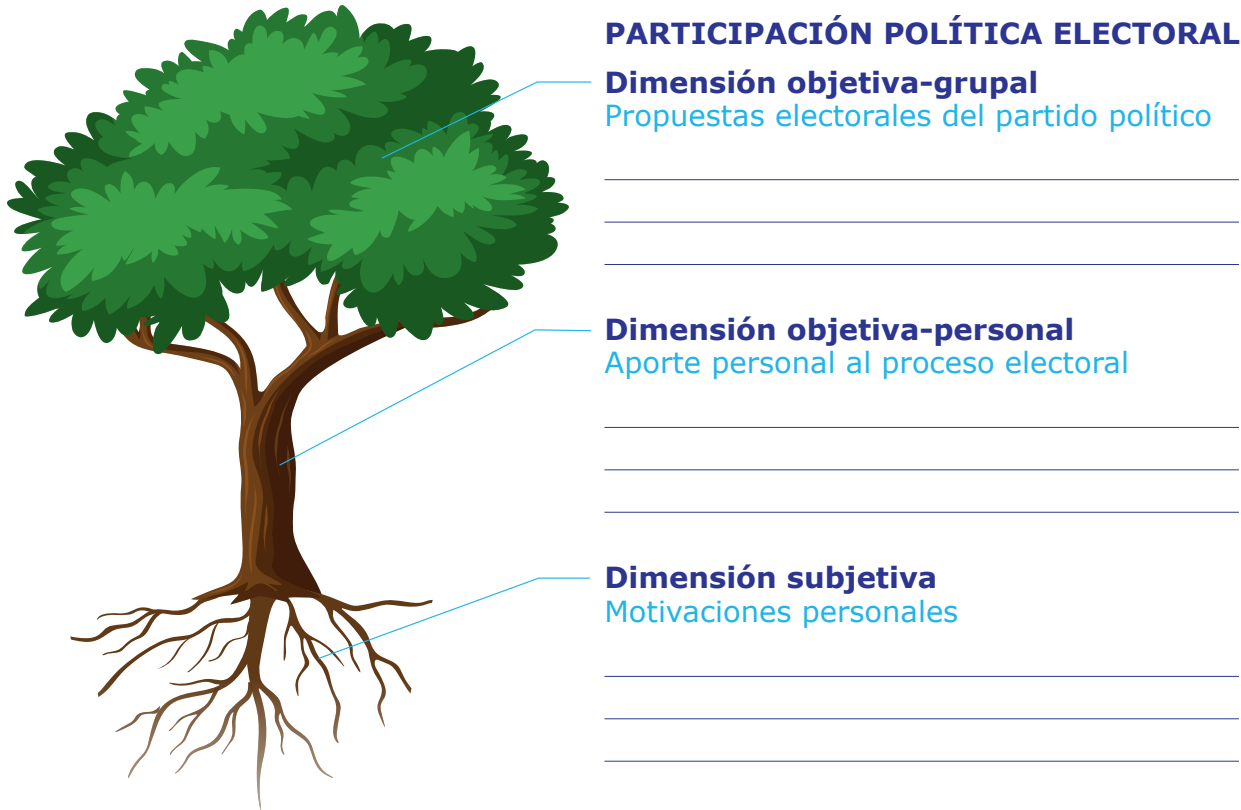 PARTICIPACIÓN POLÍTICA ELECTORAL
Dimensión objetiva-grupal
Propuestas electorales del partido político
Dimensión objetiva-personal
Aporte personal al proceso electoral
Dimensión subjetiva
Motivaciones personales